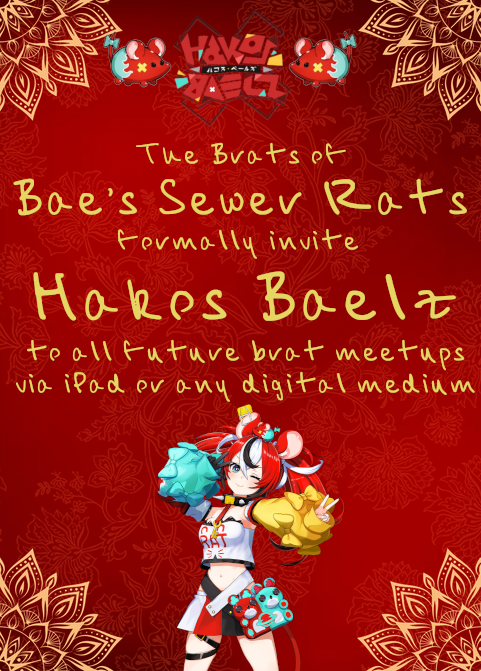 HAKOS
ハコス・ベールズ
BAELZ
The Brats of
Bae's Sewer Rats
formally invite
Hakos Baelz
to all future brat meetups
via iPad or any digital medium
RAT